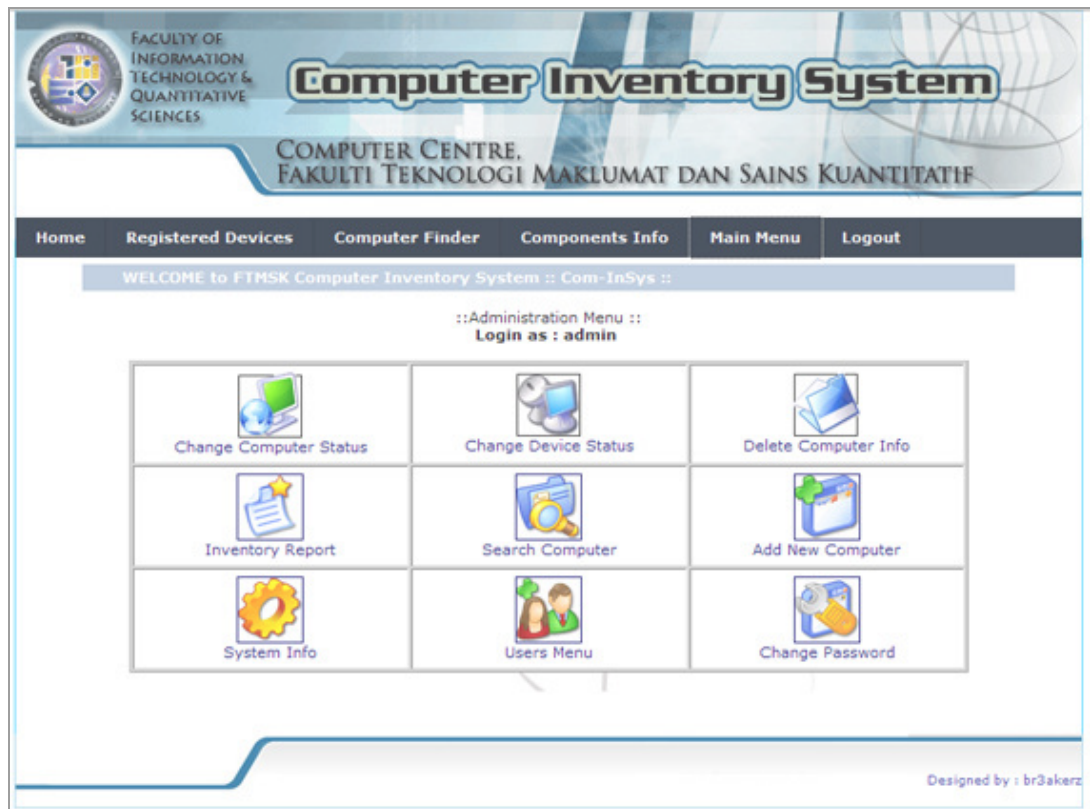 FACULTY OF
INFORMATION
TECHNOLOGY &
QUANTITATIVE
SCIENCES
Computer Inventory System
COMPUTER CENTRE,
FAKULTI TEKNOLOGI MAKLUMAT DAN SAINS KUANTITATIF
Home Registered Devices Computer Finder Components Info Main Menu Logout
WELCOME to FTMSK Computer Inventory System :: Com-InSys ::
::Administration Menu ::
Login as : admin
Change Computer Status Change Device Status Delete Computer Info
Inventory Report Search Computer Add New Computer
System Info Users Menu Change Password
Designed by : br3akerz